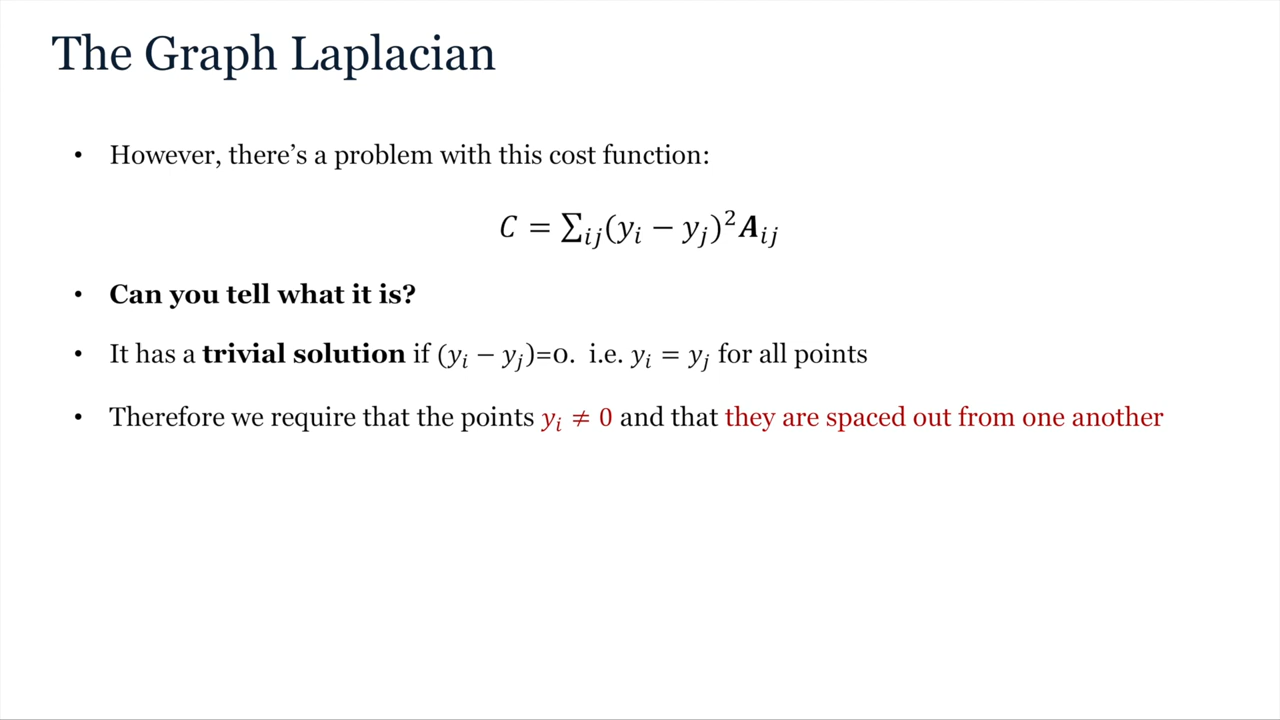 The Graph Laplacian
• However, there's a problem with this cost function:
C = ∑ᵢⱼ(yᵢ − yⱼ)²Aᵢⱼ
• Can you tell what it is?
• It has a trivial solution if (yᵢ − yⱼ)=0. i.e. yᵢ = yⱼ for all points
• Therefore we require that the points yᵢ ≠ 0 and that they are spaced out from one another